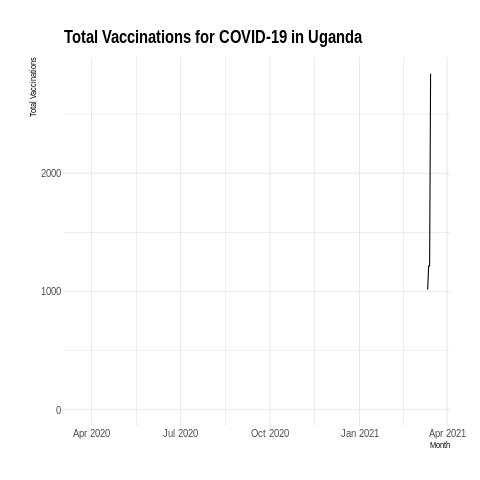 Total Vaccinations for COVID-19 in Uganda
Total Vaccinations
2000
1000
0
Apr 2020 Jul 2020 Oct 2020 Jan 2021 Apr 2021
Month